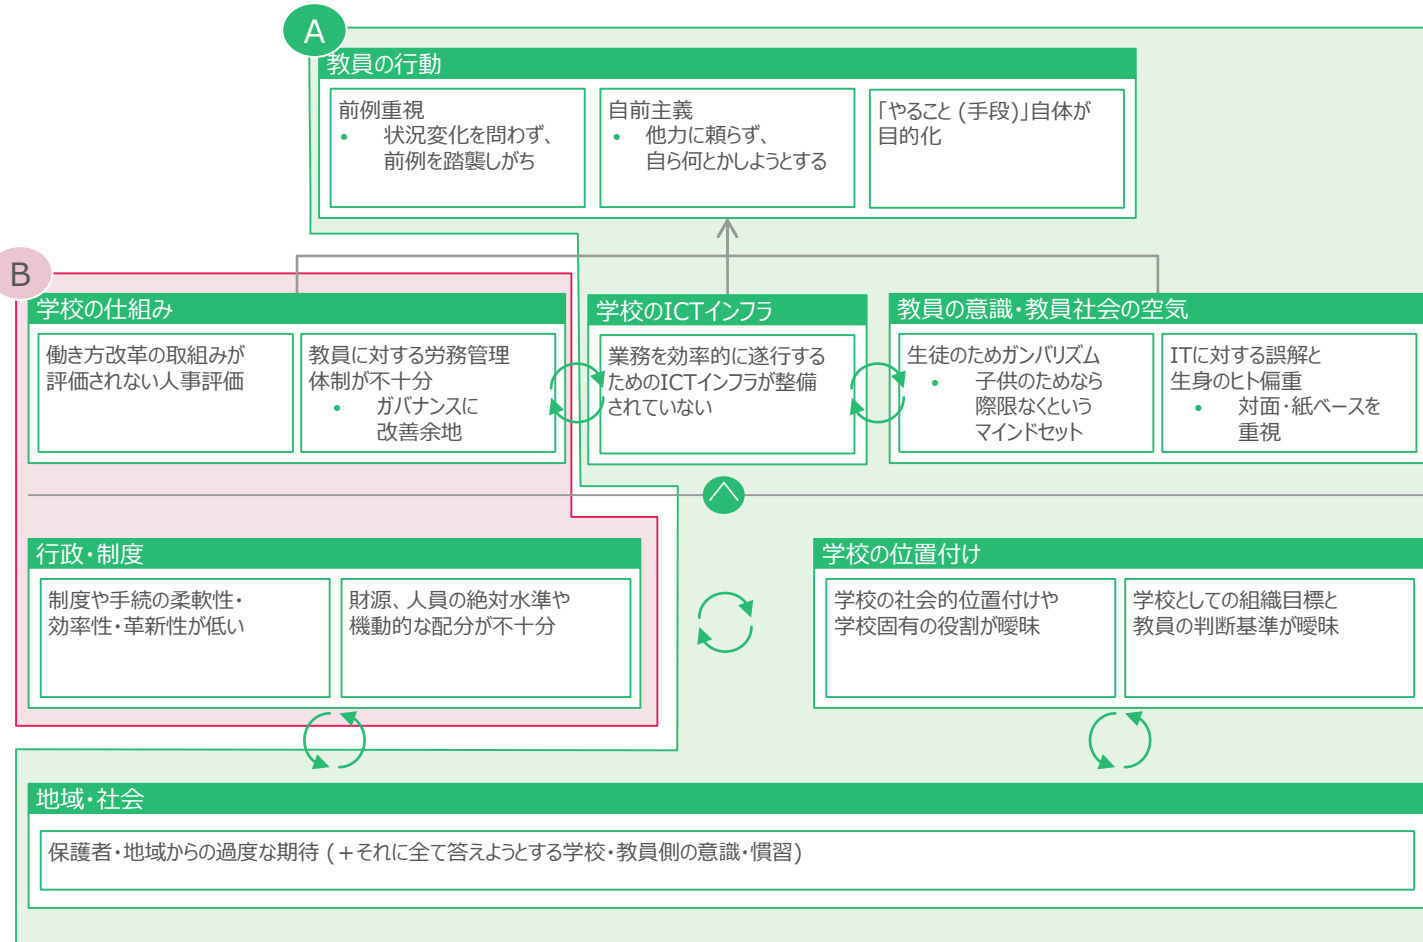 A
教員の行動
前例重視
• 状況変化を問わず、
前例を踏襲しがち
自前主義
• 他力に頼らず、
自ら何とかしようとする
「やること (手段)」自体が
目的化
B
学校の仕組み
働き方改革の取組みが
評価されない人事評価
教員に対する労務管理
体制が不十分
• ガバナンスに
改善余地
学校のICTインフラ
業務を効率的に遂行する
ためのICTインフラが整備
されていない
教員の意識・教員社会の空気
生徒のためガンバリズム
• 子供のためなら
際限なくという
マインドセット
ITに対する誤解と
生身のヒト偏重
• 対面・紙ベースを
重視
行政・制度
制度や手続の柔軟性・
効率性・革新性が低い
財源、人員の絶対水準や
機動的な配分が不十分
学校の位置付け
学校の社会的位置付けや
学校固有の役割が曖昧
学校としての組織目標と
教員の判断基準が曖昧
地域・社会
保護者・地域からの過度な期待 (＋それに全て答えようとする学校・教員側の意識・慣習)